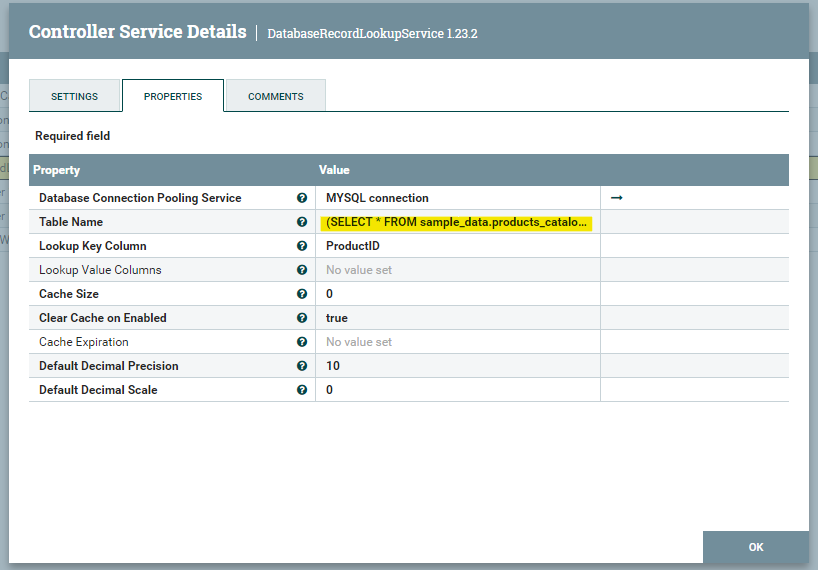 Controller Service Details | DatabaseRecordLookupService 1.23.2
SETTINGS PROPERTIES COMMENTS
Required field
Property Value
Database Connection Pooling Service MYSQL connection
Table Name (SELECT * FROM sample_data.products_catalo...
Lookup Key Column ProductID
Lookup Value Columns No value set
Cache Size 0
Clear Cache on Enabled true
Cache Expiration No value set
Default Decimal Precision 10
Default Decimal Scale 0
OK